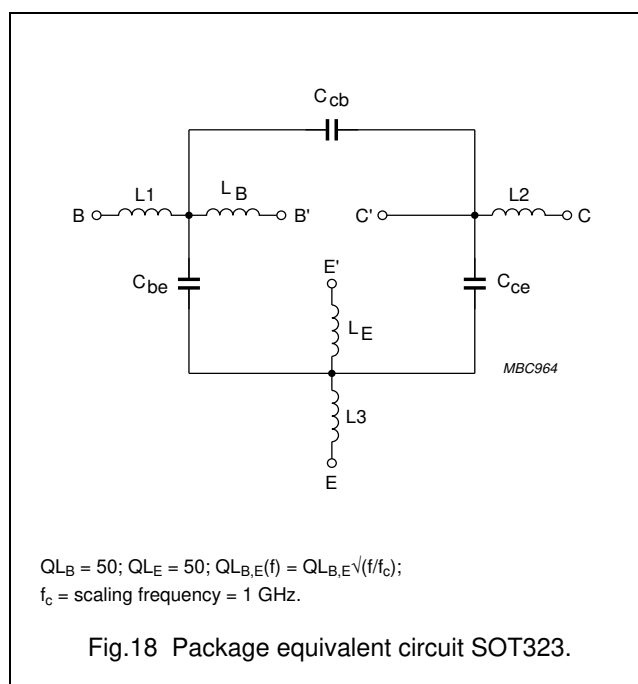 C_cb
L1
L_B
L2
B
B'
C'
C
C_be
E'
C_ce
L_E
MBC964
L3
E
QL_B = 50; QL_E = 50; QL_B,E(f) = QL_B,E√(f/f_c);
f_c = scaling frequency = 1 GHz.
Fig.18 Package equivalent circuit SOT323.